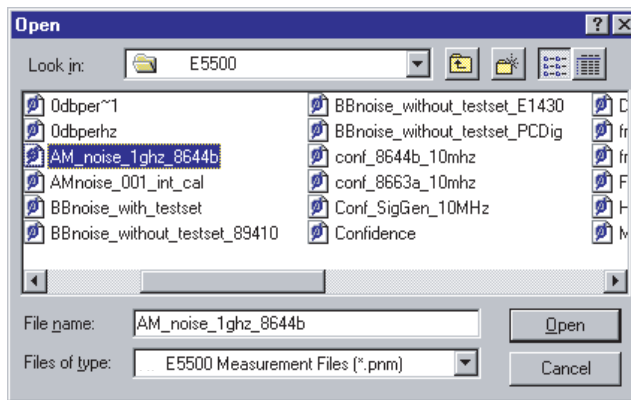 Open
Look in: E5500
0dbper~1
0dbperhz
AM_noise_1ghz_8644b
AMnoise_001_int_cal
BBnoise_with_testset
BBnoise_without_testset_89410
BBnoise_without_testset_E1430
BBnoise_without_testset_PCDig
conf_8644b_10mhz
conf_8663a_10mhz
Conf_SigGen_10MHz
Confidence
File name: AM_noise_1ghz_8644b Open
Files of type: E5500 Measurement Files (*.pnm) Cancel